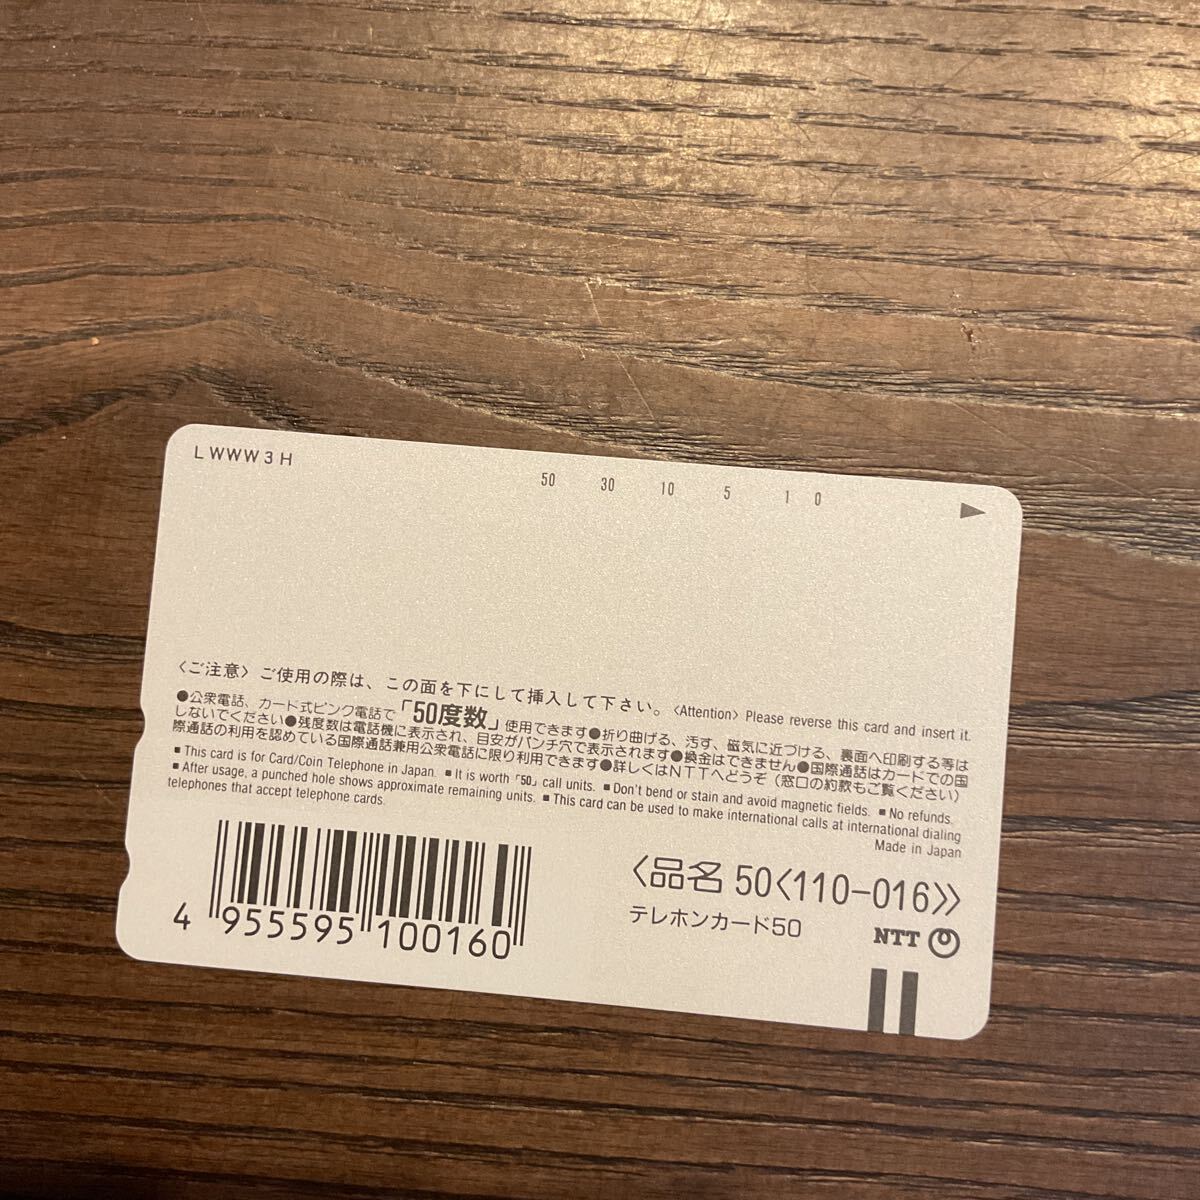 LWWW3H
50 30 10 5 1 0
〈ご注意〉ご使用の際は、この面を下にして挿入して下さい。〈Attention〉Please reverse this card and insert it.
●公衆電話、カード式ピンク電話で「50度数」使用できます●折り曲げる、汚す、磁気に近づける、裏面へ印刷する等は
しないでください●残度数は電話機に表示され、目安がパンチ穴で表示されます●換金はできません●国際通話はカードでの国
際通話の利用を認めている国際通話兼用公衆電話に限り利用できます●詳しくはNTTへどうぞ（窓口の約款もご覧ください）
■This card is for Card/Coin Telephone in Japan. ■It is worth「50」call units. ■Don't bend or stain and avoid magnetic fields. ■No refunds.
■After usage, a punched hole shows approximate remaining units. ■This card can be used to make international calls at international dialing
telephones that accept telephone cards.
Made in Japan
〈品名 50〈110-016〉〉
テレホンカード50
NTT
4 955595 100160